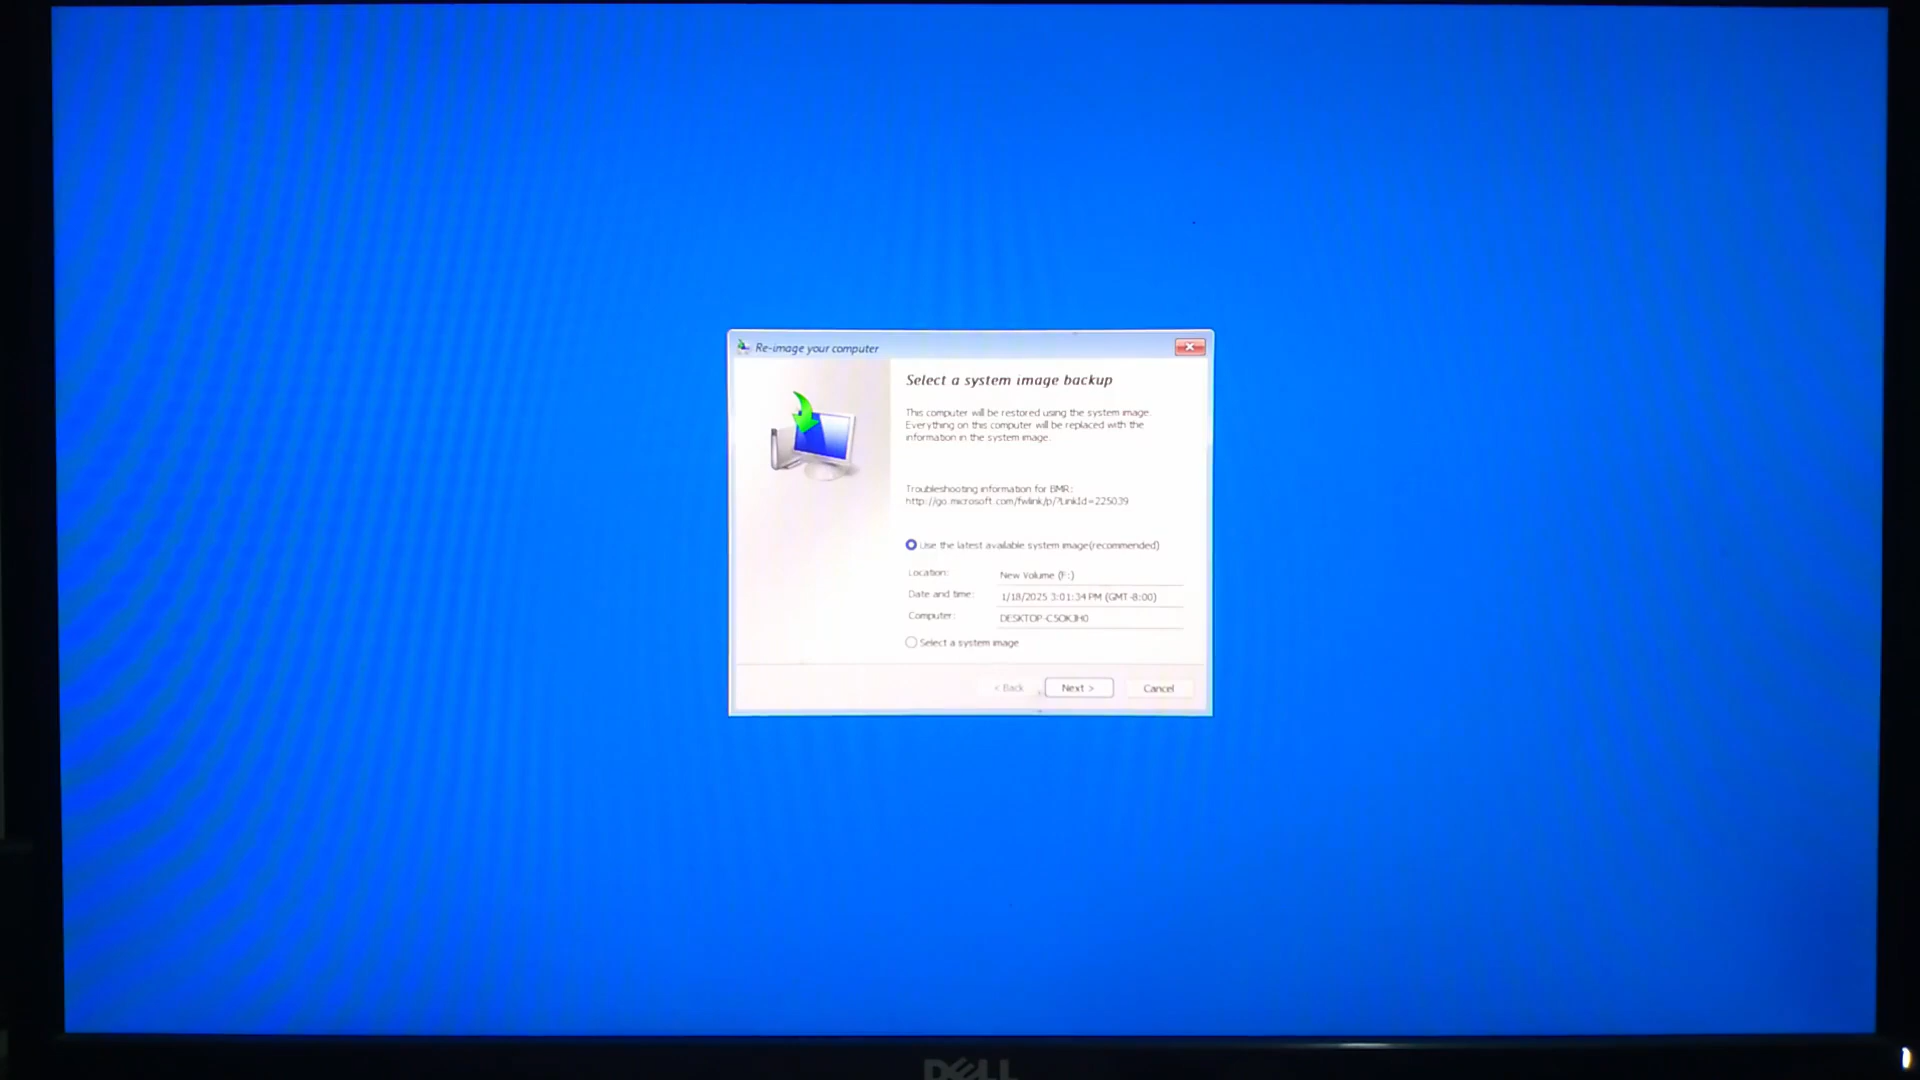 Re-image your computer
Select a system image backup
This computer will be restored using the system image.
Everything on this computer will be replaced with the
information in the system image.
Troubleshooting information for BMR:
http://go.microsoft.com/fwlink/p/?LinkId=225039
Use the latest available system image(recommended)
Location: New Volume (F:)
Date and time: 1/18/2025 3:01:34 PM (GMT-8:00)
Computer:
Select a system image
< Back Next > Cancel
DELL